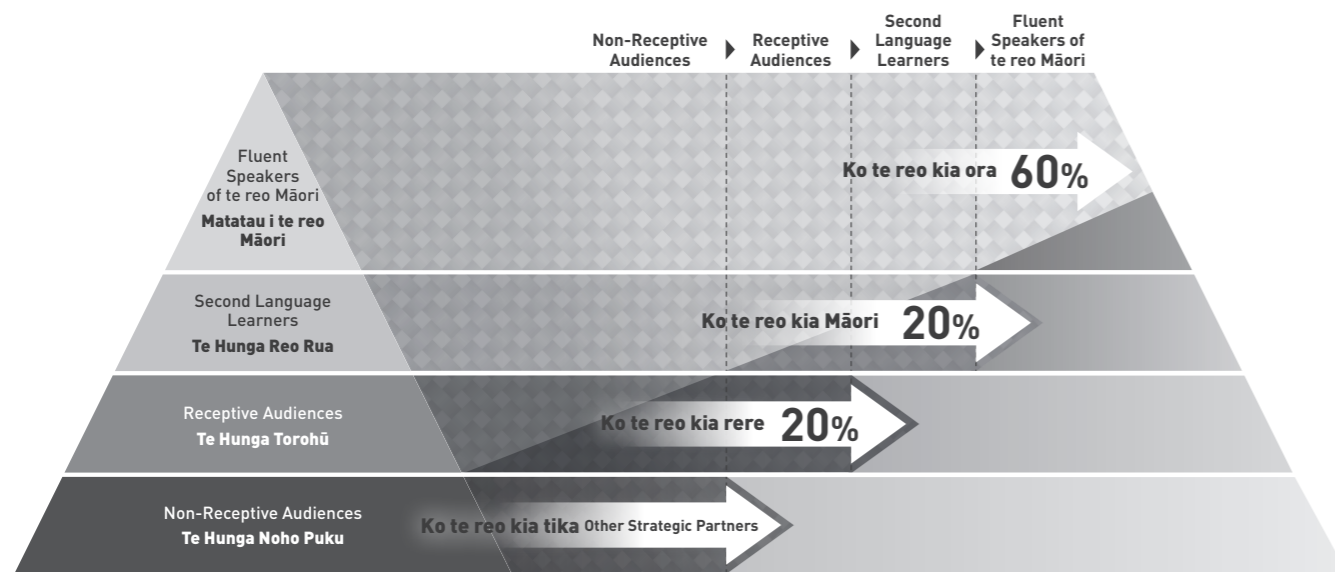 Non-Receptive
Audiences
Receptive
Audiences
Second
Language
Learners
Fluent
Speakers of
te reo Māori
Fluent
Speakers
of te reo Māori
Matatau i te reo
Māori
Ko te reo kia ora 60%
Second Language
Learners
Te Hunga Reo Rua
Ko te reo kia Māori 20%
Receptive Audiences
Te Hunga Torohū
Ko te reo kia rere 20%
Non-Receptive Audiences
Te Hunga Noho Puku
Ko te reo kia tika Other Strategic Partners